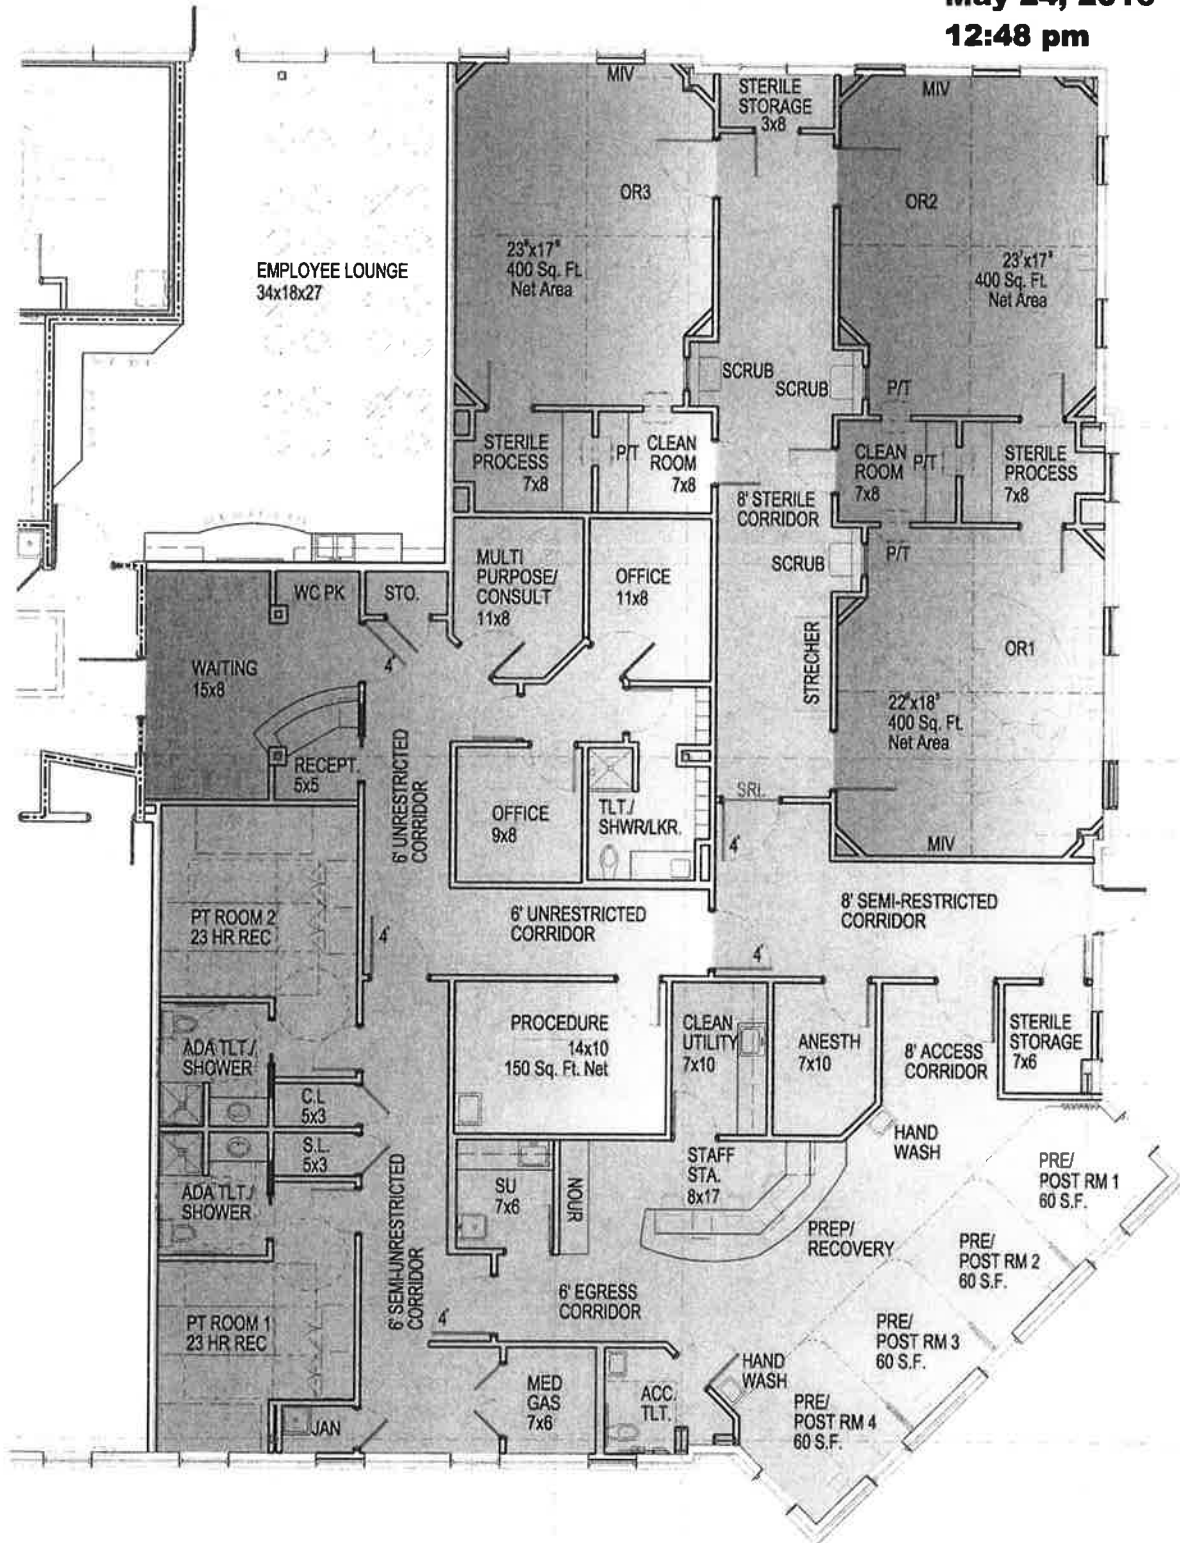 12:48 pm
MIV
STERILE
STORAGE
3x8
MIV
OR3
OR2
EMPLOYEE LOUNGE
34x18x27
400 Sq. Ft.
Net Area
400 Sq. Ft.
Net Area
SCRUB
SCRUB
P/T
STERILE
PROCESS
7x8
P/T
CLEAN
ROOM
7x8
CLEAN
ROOM
7x8
P/T
STERILE
PROCESS
7x8
8' STERILE
CORRIDOR
P/T
SCRUB
MULTI
PURPOSE/
CONSULT
11x8
OFFICE
11x8
WC PK
STO.
4'
WAITING
15x8
STRECHER
OR1
400 Sq. Ft.
Net Area
RECEPT.
5x5
6' UNRESTRICTED
CORRIDOR
OFFICE
9x8
TLT./
SHWR/LKR.
SRI.
4'
MIV
PT ROOM 2
23 HR REC
4'
6' UNRESTRICTED
CORRIDOR
8' SEMI-RESTRICTED
CORRIDOR
4'
PROCEDURE
14x10
150 Sq. Ft. Net
CLEAN
UTILITY
7x10
ANESTH
7x10
8' ACCESS
CORRIDOR
STERILE
STORAGE
7x6
ADA TLT./
SHOWER
C.L
5x3
S.L.
5x3
ADA TLT./
SHOWER
HAND
WASH
STAFF
STA.
8x17
SU
7x6
NOUR
PRE/
POST RM 1
60 S.F.
PREP/
RECOVERY
PRE/
POST RM 2
60 S.F.
6' SEMI-UNRESTRICTED
CORRIDOR
6' EGRESS
CORRIDOR
4'
PT ROOM 1
23 HR REC
PRE/
POST RM 3
60 S.F.
HAND
WASH
MED
GAS
7x6
ACC.
TLT.
PRE/
POST RM 4
60 S.F.
JAN